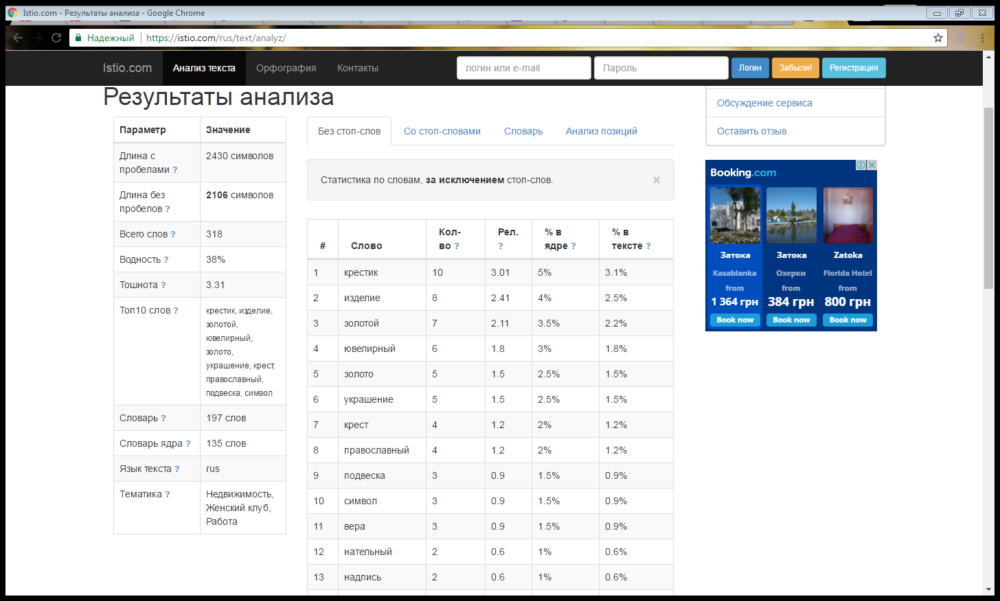 Istio.com - Результаты анализа - Google Chrome
Надежный https://istio.com/rus/text/analyz/
Istio.com Анализ текста Орфография Контакты логин или e-mail Пароль Логин Забыли! Регистрация
Результаты анализа
Параметр Значение
Длина с пробелами ? 2430 символов
Длина без пробелов ? 2106 символов
Всего слов ? 318
Водность ? 38%
Тошнота ? 3.31
Топ10 слов ? крестик, изделие,
золотой,
ювелирный,
золото,
украшение, крест,
православный,
подвеска, символ
Словарь ? 197 слов
Словарь ядра ? 135 слов
Язык текста ? rus
Тематика ? Недвижимость,
Женский клуб,
Работа
Без стоп-слов Со стоп-словами Словарь Анализ позиций
Статистика по словам, за исключением стоп-слов. ×
# Слово Кол-во ? Рел. ? % в ядре ? % в тексте ?
1 крестик 10 3.01 5% 3.1%
2 изделие 8 2.41 4% 2.5%
3 золотой 7 2.11 3.5% 2.2%
4 ювелирный 6 1.8 3% 1.8%
5 золото 5 1.5 2.5% 1.5%
6 украшение 5 1.5 2.5% 1.5%
7 крест 4 1.2 2% 1.2%
8 православный 4 1.2 2% 1.2%
9 подвеска 3 0.9 1.5% 0.9%
10 символ 3 0.9 1.5% 0.9%
11 вера 3 0.9 1.5% 0.9%
12 нательный 2 0.6 1% 0.6%
13 надпись 2 0.6 1% 0.6%
Обсуждение сервиса
Оставить отзыв
Booking.com
Затока Затока Zatoka
Kasablanka Озерки Florida Hotel
from from from
1 364 грн 384 грн 800 грн
Book now Book now Book now